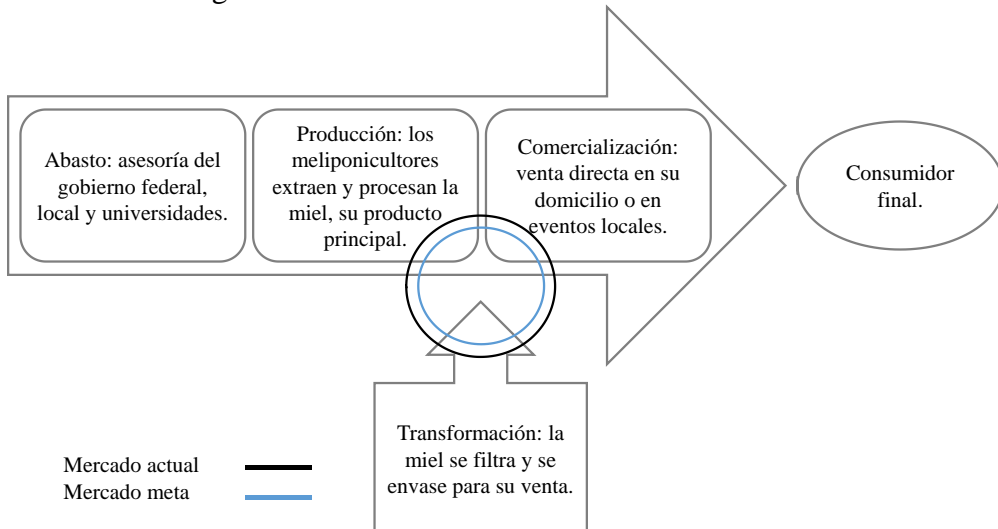 Abasto: asesoría del
gobierno federal,
local y universidades.
Producción: los
meliponicultores
extraen y procesan la
miel, su producto
principal.
Comercialización:
venta directa en su
domicilio o en
eventos locales.
Consumidor
final.
Transformación: la
miel se filtra y se
envase para su venta.
Mercado actual
Mercado meta